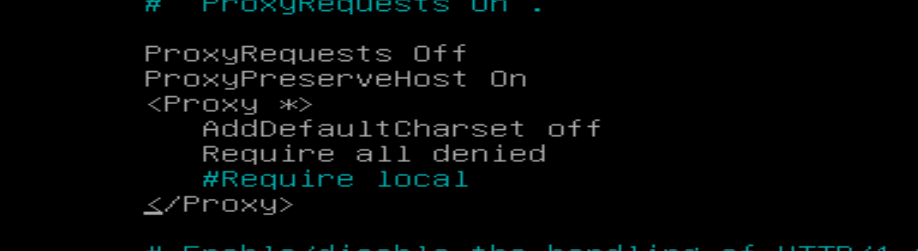 # "ProxyRequests On".
ProxyRequests Off
ProxyPreserveHost On
<Proxy *>
AddDefaultCharset off
Require all denied
#Require local
</Proxy>
# Enable/disable the handling of HTTP/1